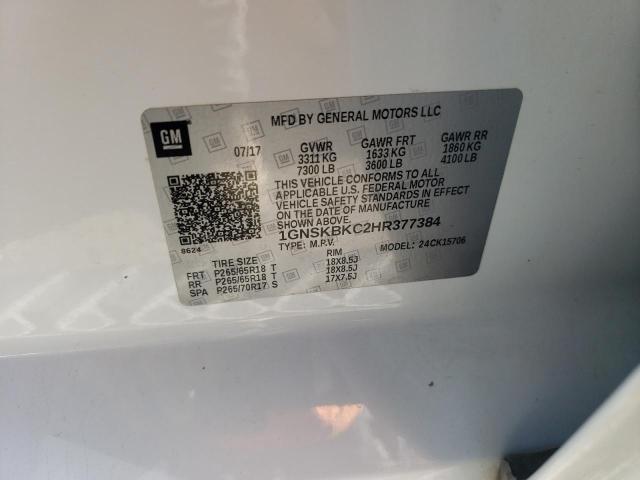 MFD BY GENERAL MOTORS LLC
GM
07/17 GVWR GAWR FRT GAWR RR
3311 KG 1633 KG 1860 KG
7300 LB 3600 LB 4100 LB
THIS VEHICLE CONFORMS TO ALL
APPLICABLE U.S. FEDERAL MOTOR
VEHICLE SAFETY STANDARDS IN EFFECT
ON THE DATE OF MANUFACTURE
SHOWN ABOVE.
1GNSKBKC2HR377384
8624
TYPE: M.P.V. MODEL: 24CK15706
TIRE SIZE RIM
FRT P265/65R18 T 18X8.5J
RR P265/65R18 T 18X8.5J
SPA P265/70R17 S 17X7.5J